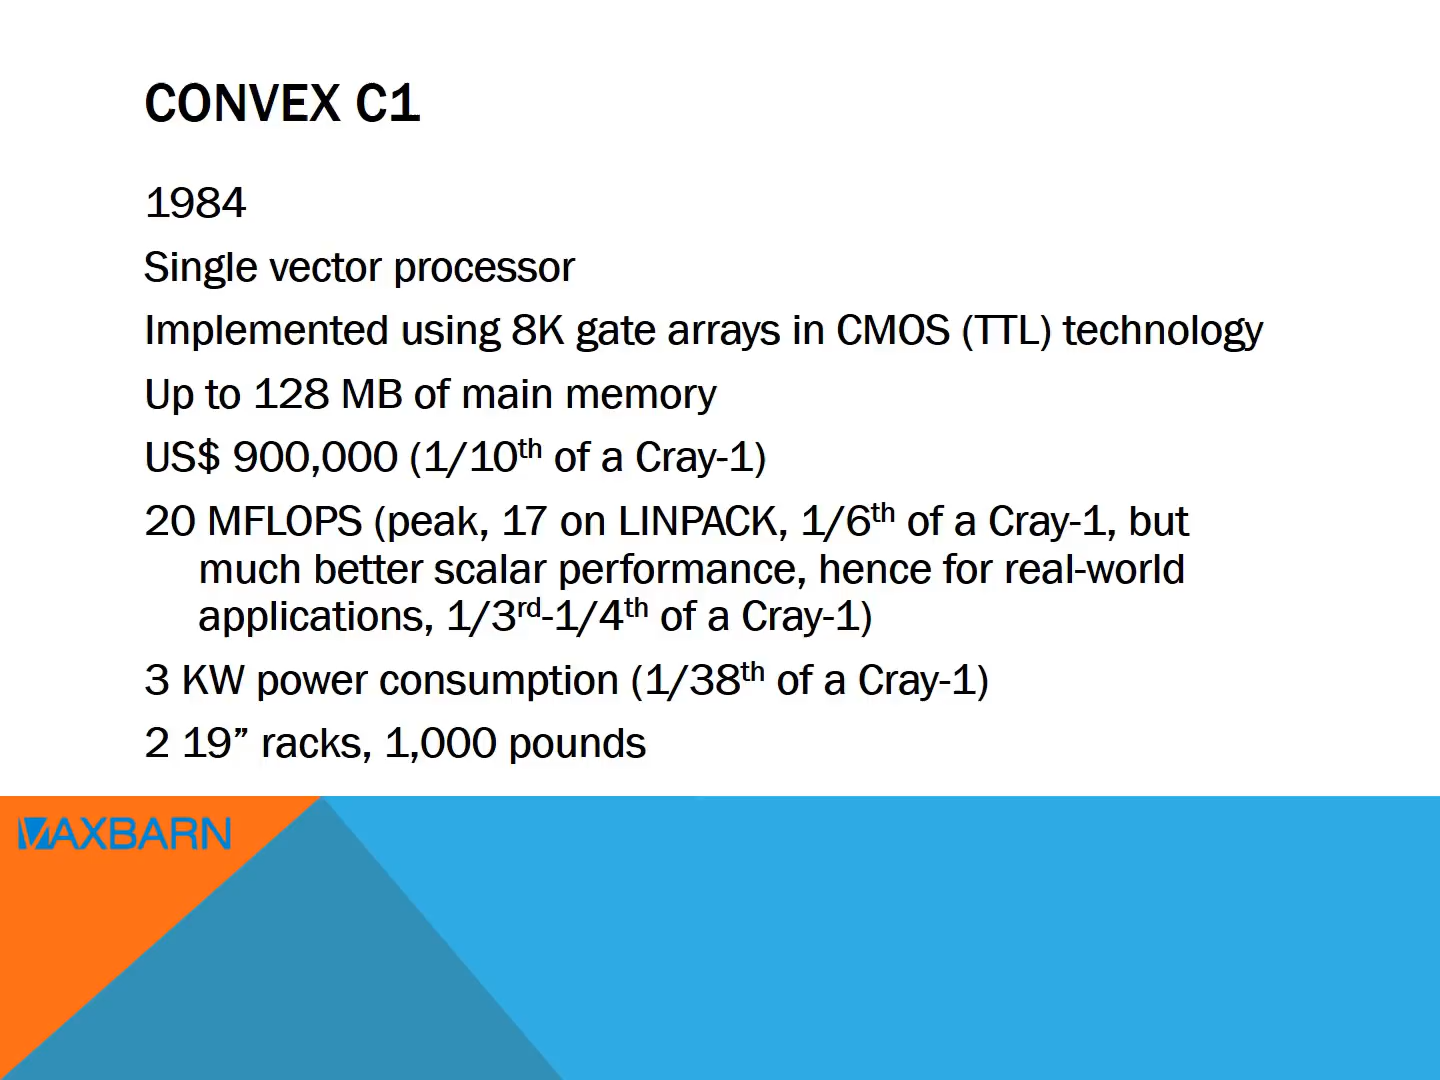 CONVEX C1
1984
Single vector processor
Implemented using 8K gate arrays in CMOS (TTL) technology
Up to 128 MB of main memory
US$ 900,000 (1/10th of a Cray-1)
20 MFLOPS (peak, 17 on LINPACK, 1/6th of a Cray-1, but
much better scalar performance, hence for real-world
applications, 1/3rd-1/4th of a Cray-1)
3 KW power consumption (1/38th of a Cray-1)
2 19” racks, 1,000 pounds
VAXBARN